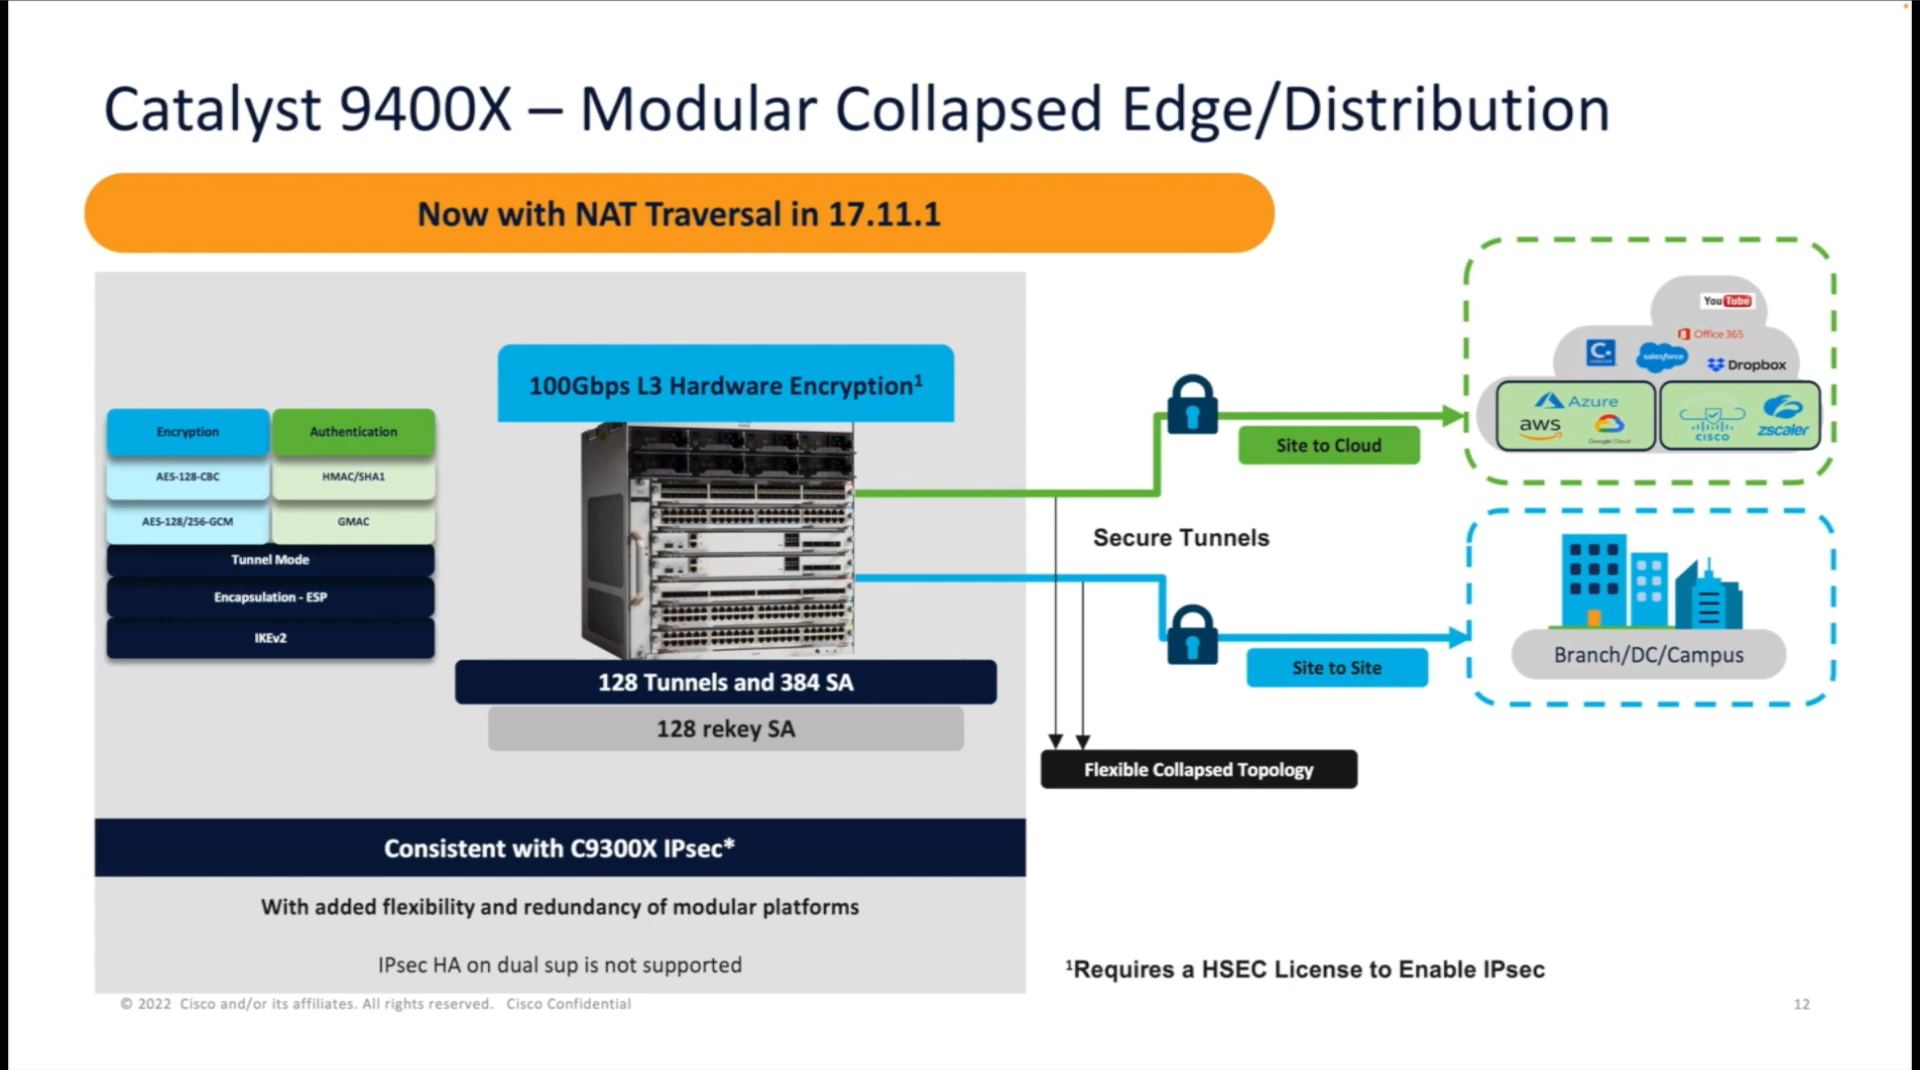 Catalyst 9400X – Modular Collapsed Edge/Distribution
Now with NAT Traversal in 17.11.1
100Gbps L3 Hardware Encryption¹
Encryption
Authentication
AES-128-CBC
HMAC/SHA1
AES-128/256-GCM
GMAC
Tunnel Mode
Encapsulation - ESP
IKEv2
128 Tunnels and 384 SA
128 rekey SA
Consistent with C9300X IPsec*
With added flexibility and redundancy of modular platforms
IPsec HA on dual sup is not supported
Site to Cloud
Secure Tunnels
Site to Site
Flexible Collapsed Topology
YouTube
Office 365
C.
salesforce
Dropbox
Azure
aws
Google Cloud
CISCO
zscaler
Branch/DC/Campus
¹Requires a HSEC License to Enable IPsec
© 2022 Cisco and/or its affiliates. All rights reserved. Cisco Confidential
12